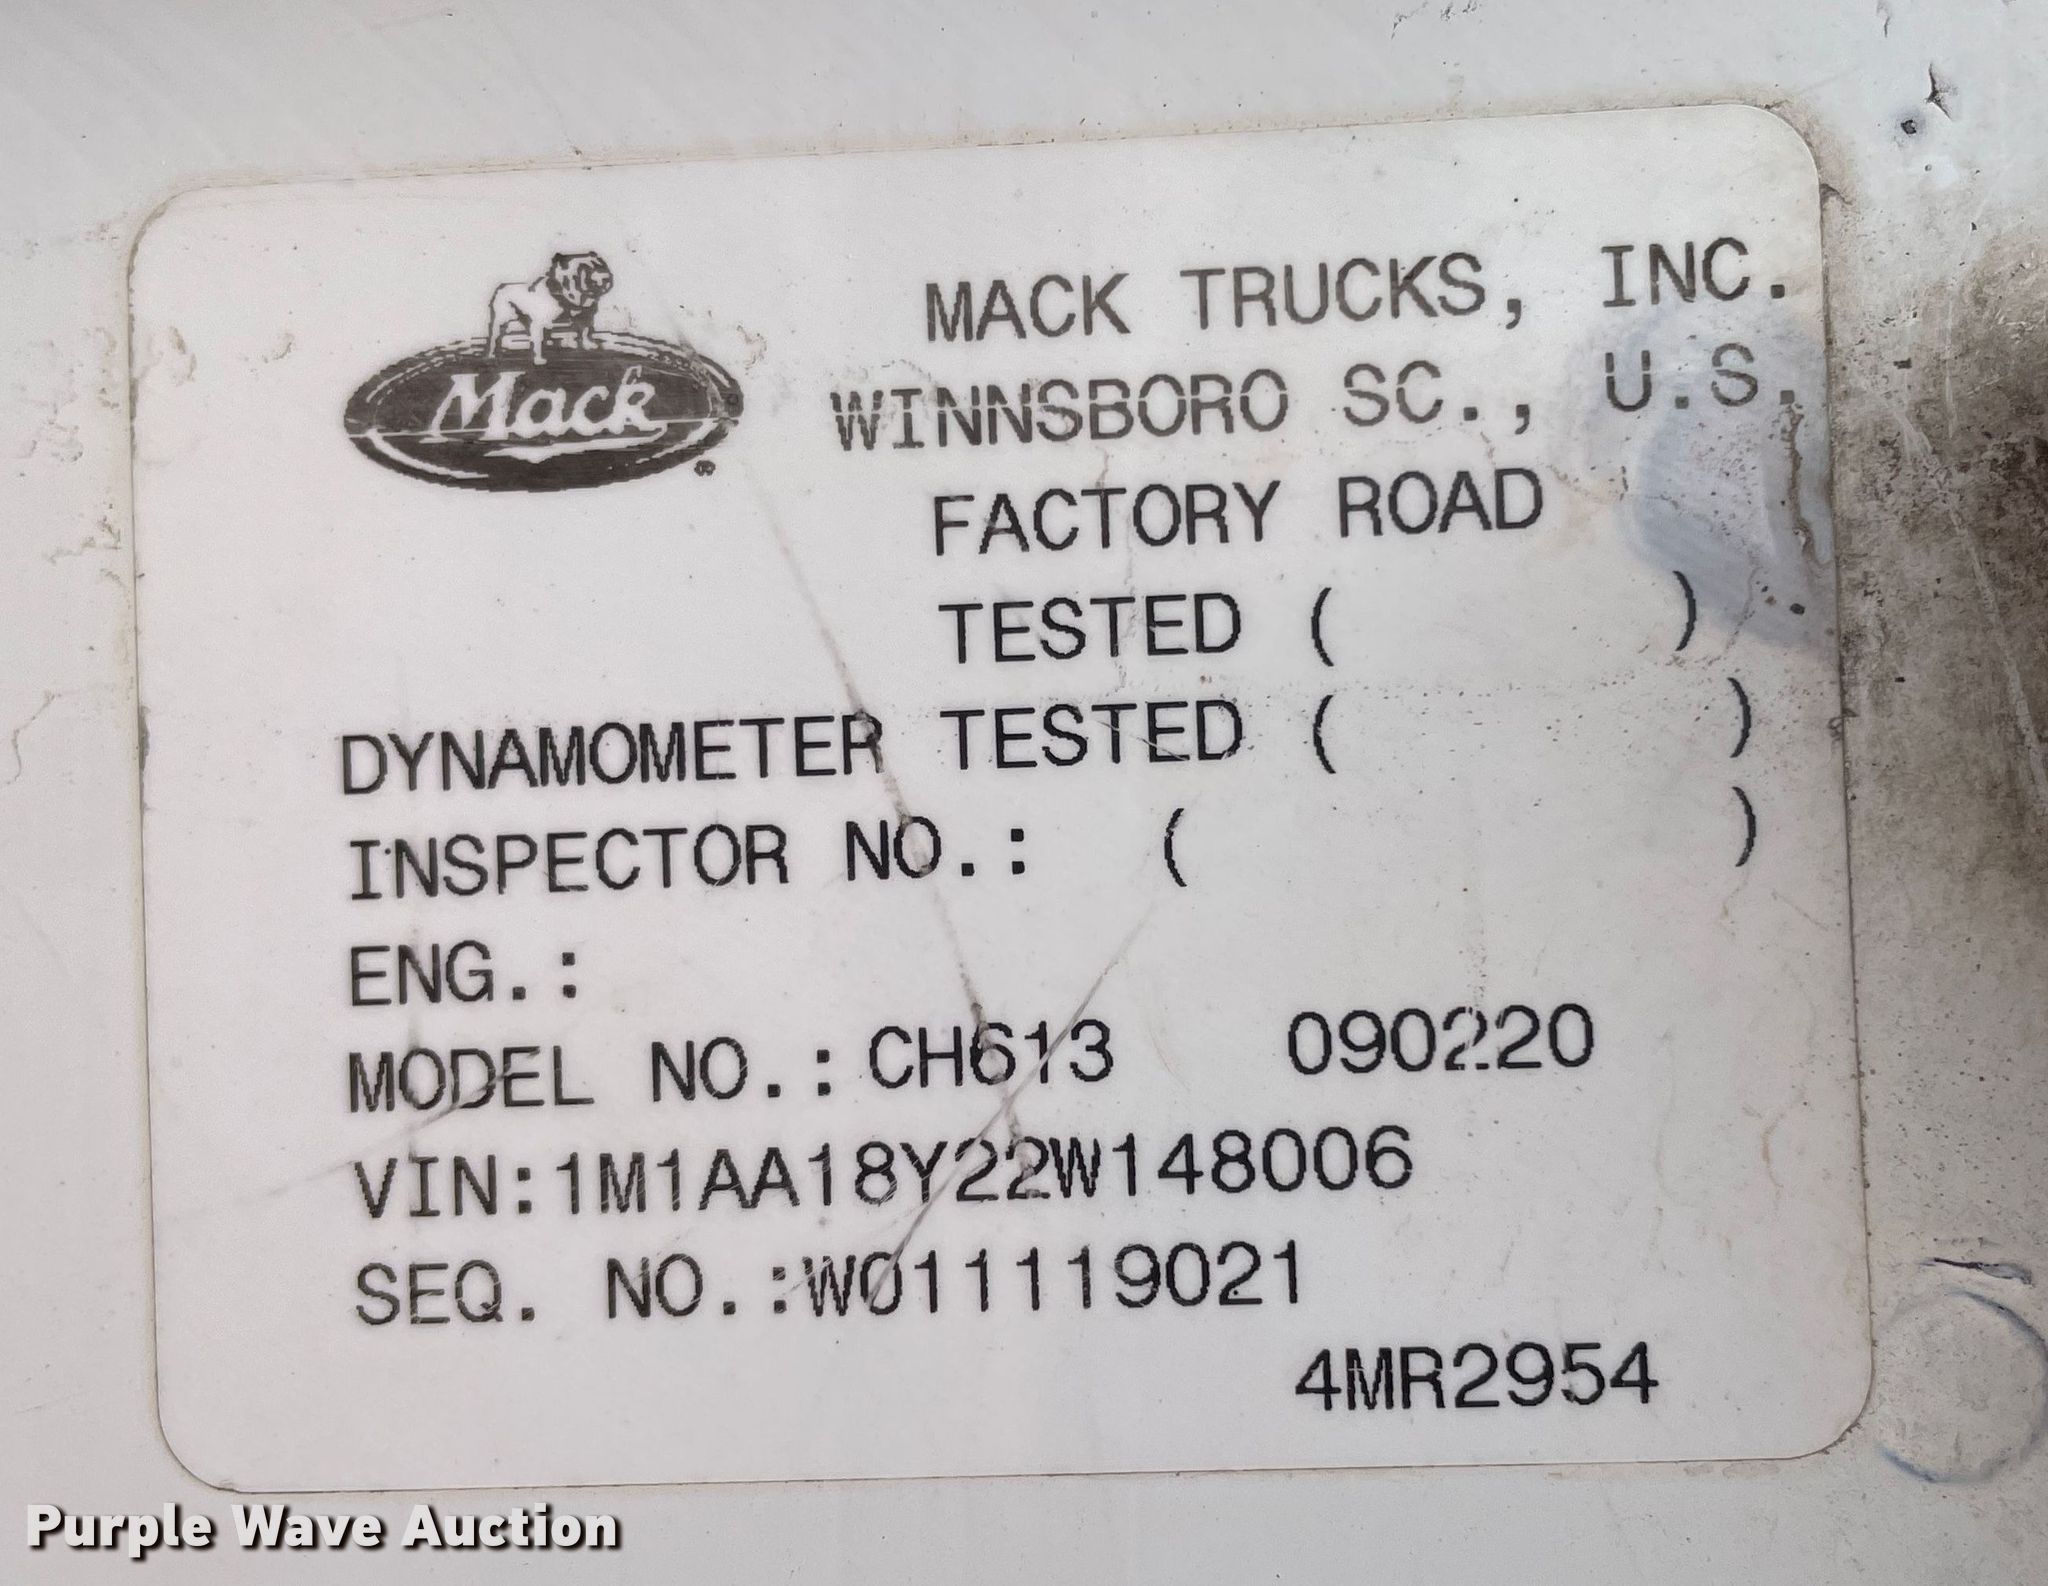 Mack
®
MACK TRUCKS, INC.
WINNSBORO SC., U.S.
FACTORY ROAD
TESTED ( )
DYNAMOMETER TESTED ( )
INSPECTOR NO.: ( )
ENG.:
MODEL NO.:CH613 090220
VIN:1M1AA18Y22W148006
SEQ. NO.:W011119021
4MR2954
Purple Wave Auction